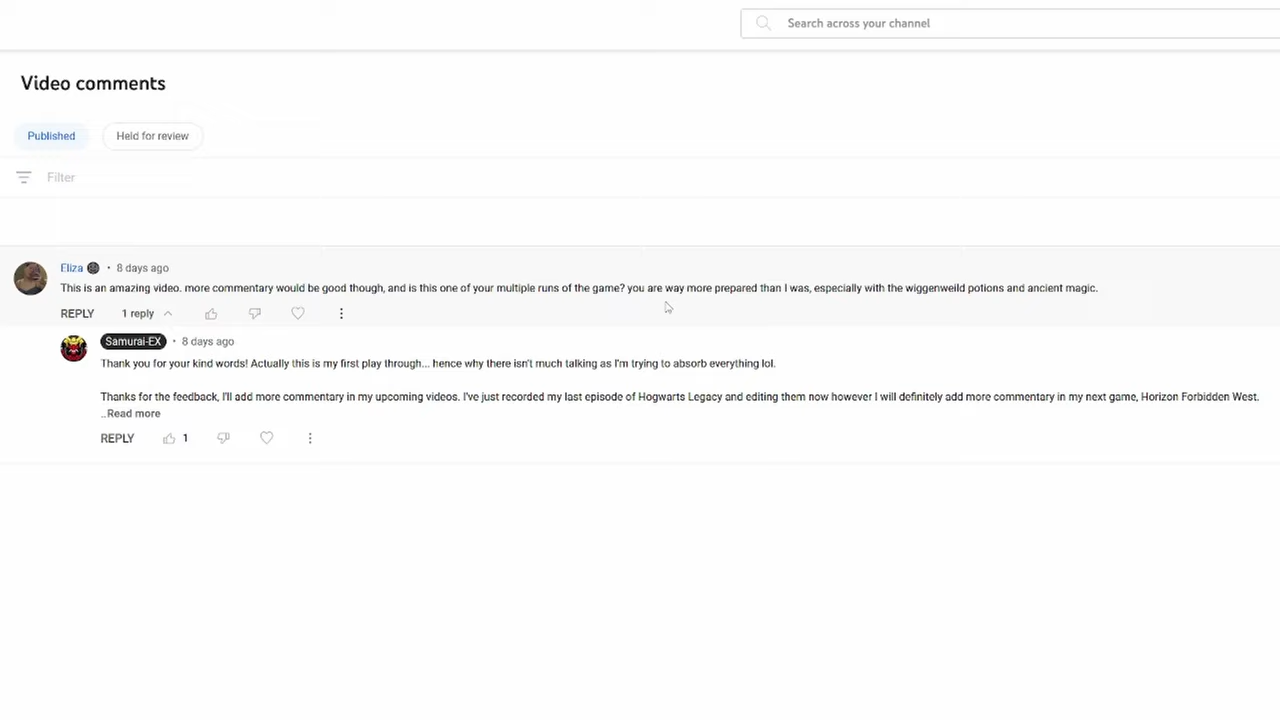 Search across your channel
Video comments
Published
Held for review
Filter
Eliza • 8 days ago
This is an amazing video. more commentary would be good though, and is this one of your multiple runs of the game? you are way more prepared than I was, especially with the wiggenweild potions and ancient magic.
REPLY 1 reply
Samurai-EX • 8 days ago
Thank you for your kind words! Actually this is my first play through... hence why there isn't much talking as I'm trying to absorb everything lol.
Thanks for the feedback, I'll add more commentary in my upcoming videos. I've just recorded my last episode of Hogwarts Legacy and editing them now however I will definitely add more commentary in my next game, Horizon Forbidden West.
..Read more
REPLY 1